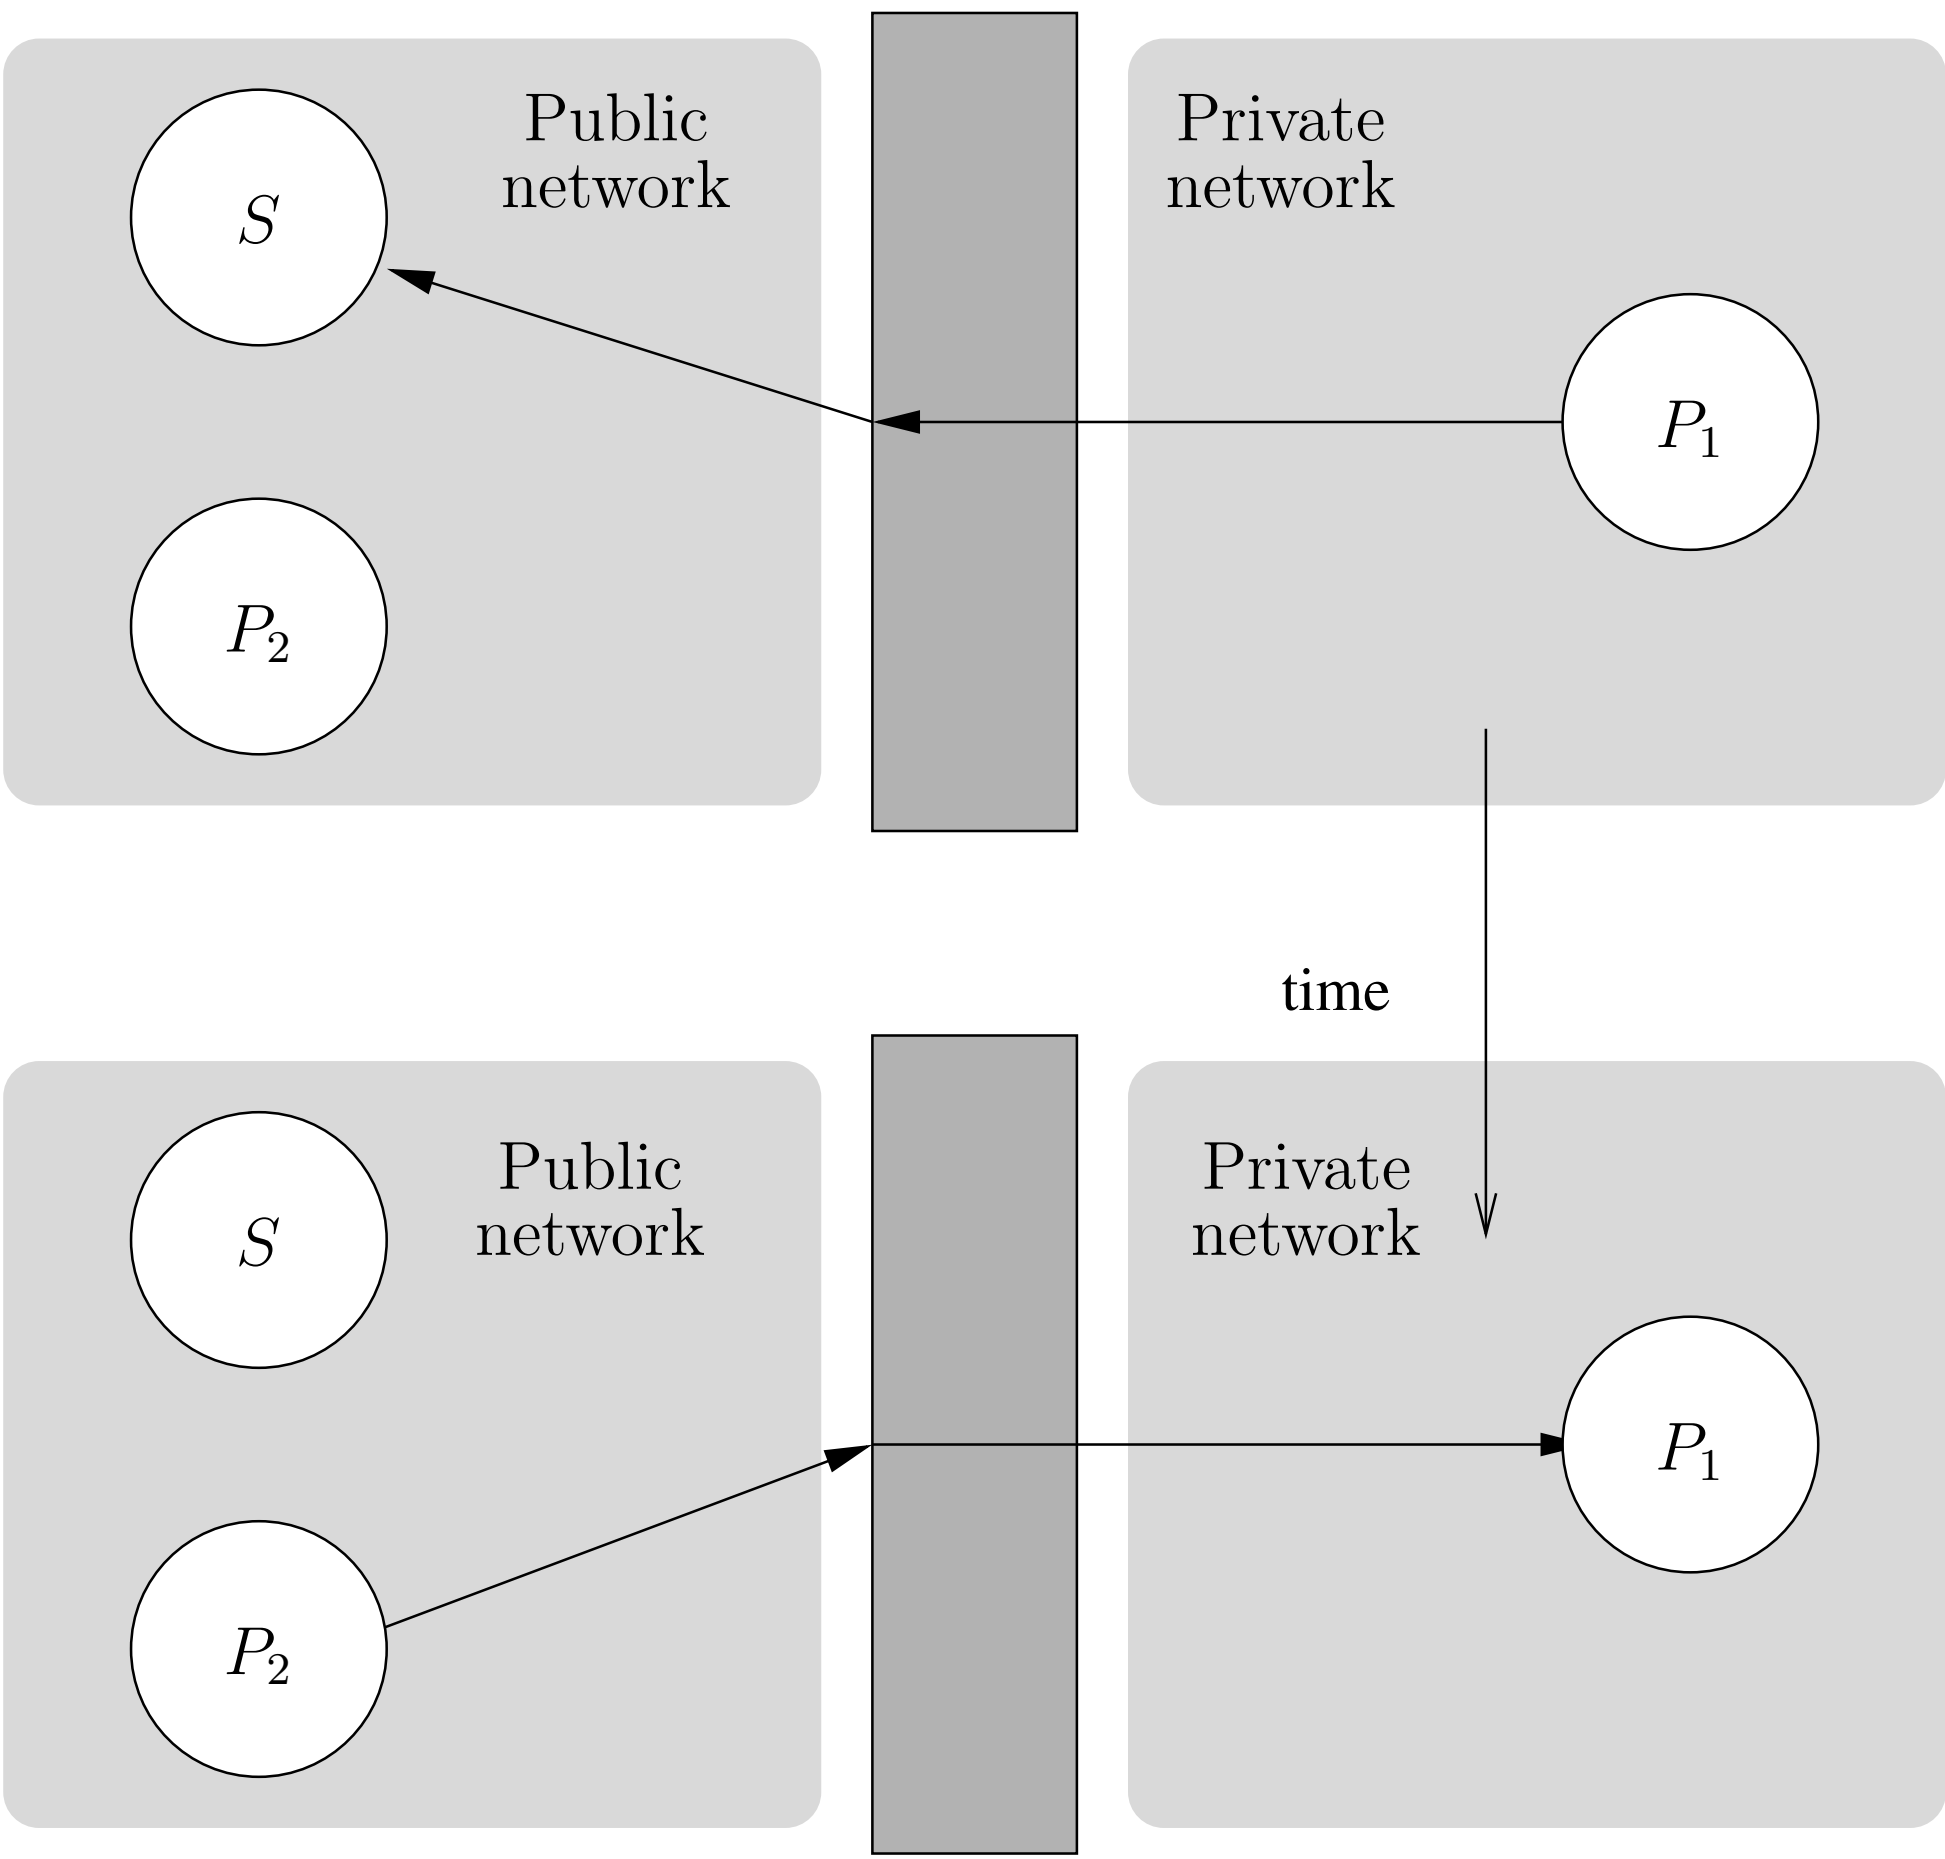 Public
network
Private
network
S
P₁
P₂
time
Public
network
Private
network
S
P₁
P₂